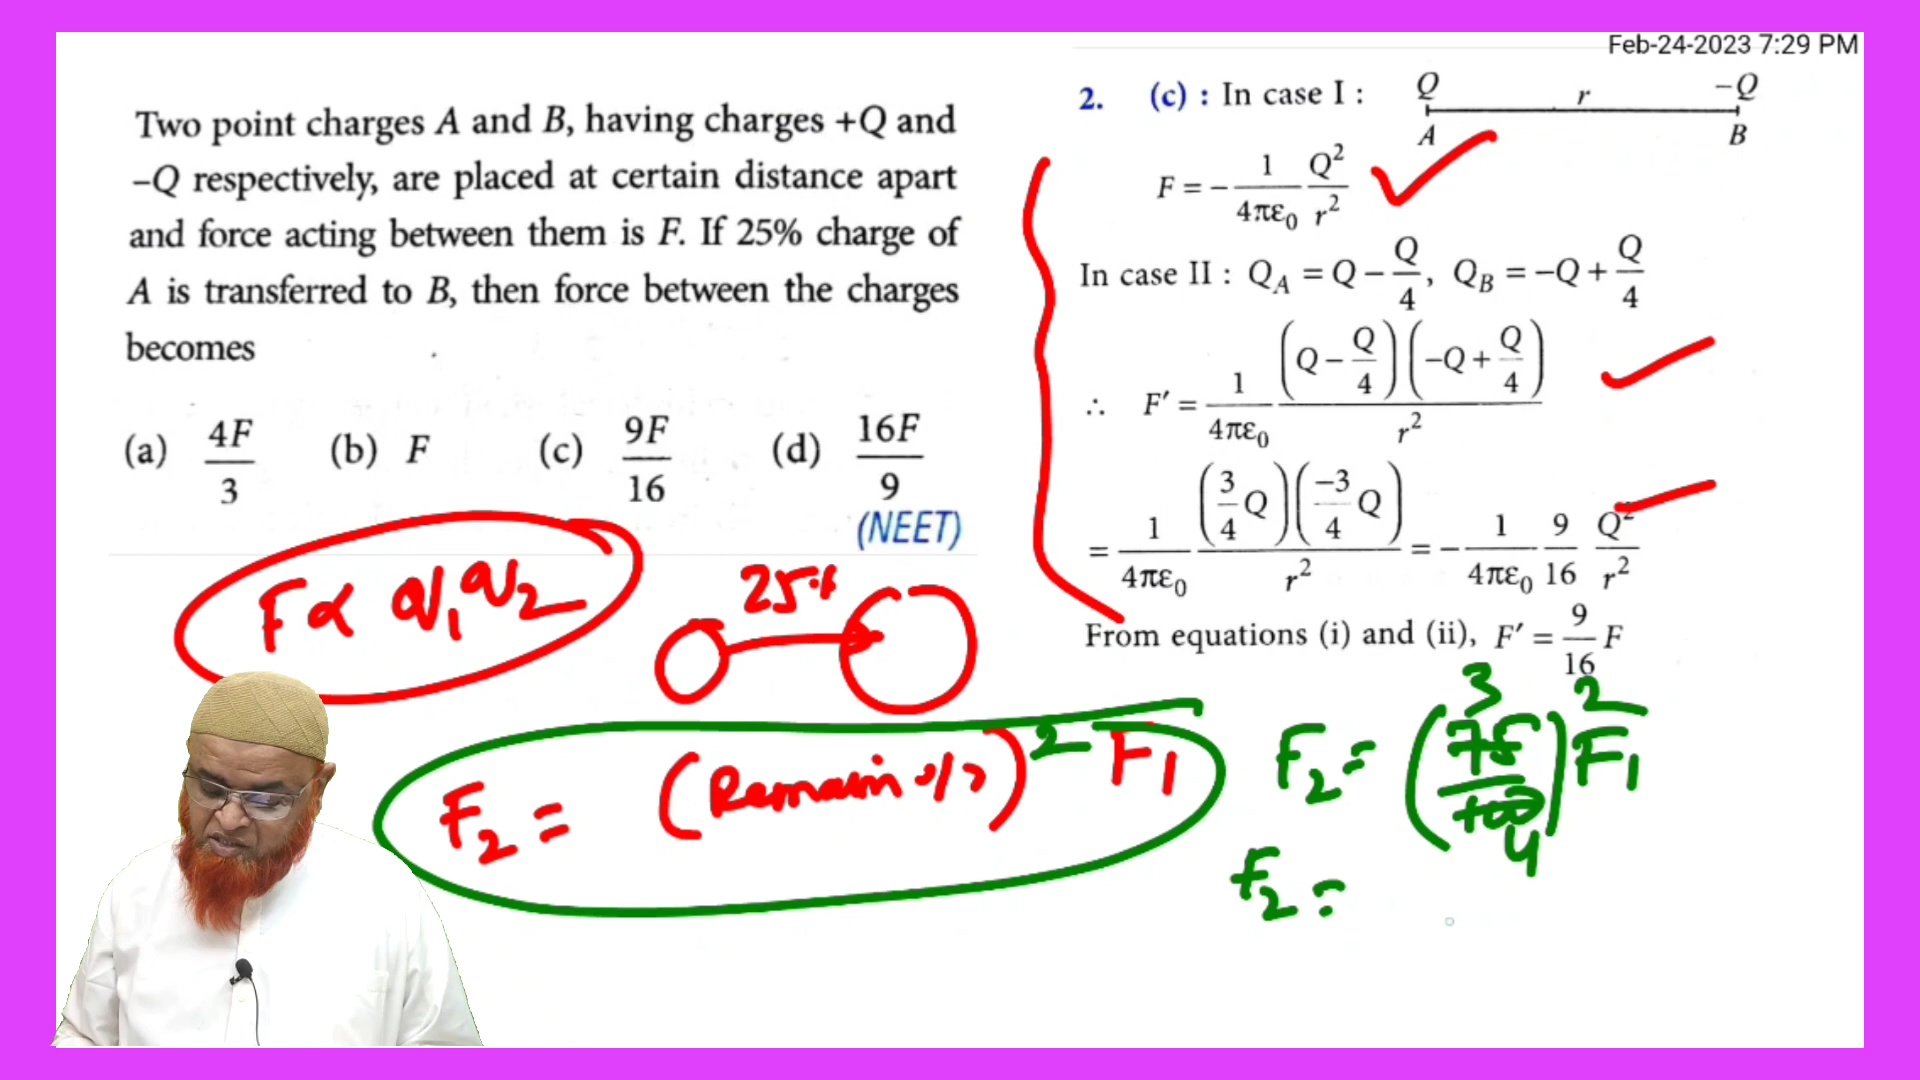 Feb-24-2023 7:29 PM
Two point charges A and B, having charges +Q and
–Q respectively, are placed at certain distance apart
and force acting between them is F. If 25% charge of
A is transferred to B, then force between the charges
becomes
(a) 4F/3 (b) F (c) 9F/16 (d) 16F/9
(NEET)
F ∝ q₁q₂
25%
F₂ = (Remain %)² F₁
2. (c) : In case I : Q r –Q
A B
F = – 1/4πε₀ Q²/r²
In case II : Q_A = Q – Q/4, Q_B = –Q + Q/4
∴ F′ = 1/4πε₀ (Q – Q/4)(–Q + Q/4)/r²
= 1/4πε₀ (3/4 Q)(–3/4 Q)/r² = – 1/4πε₀ 9/16 Q²/r²
From equations (i) and (ii), F′ = 9/16 F
3
F₂ = (75/100)² F₁
4
F₂ =